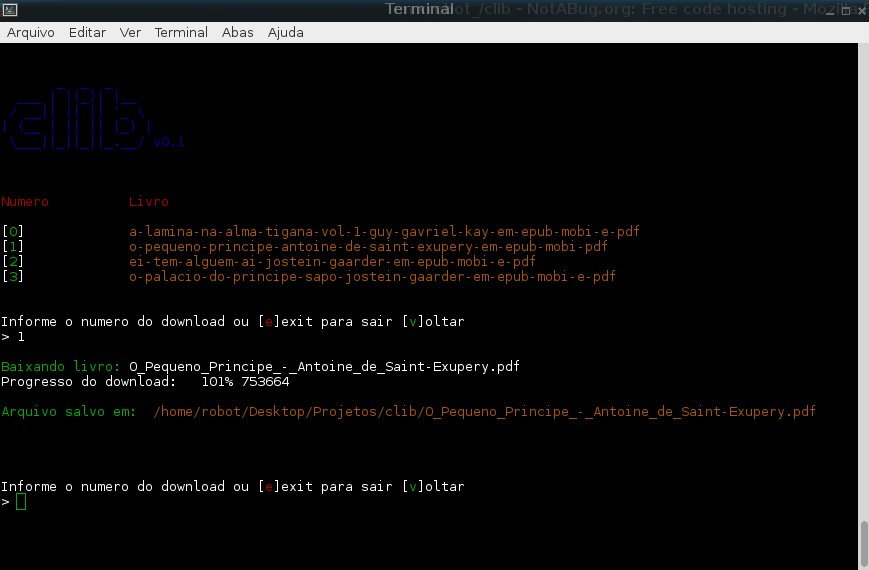 Terminal
ot_/clib - NotABug.org: Free code hosting - Mozilla
Arquivo Editar Ver Terminal Abas Ajuda
clib v0.1
Numero Livro
[0] a-lamina-na-alma-tigana-vol-1-guy-gavriel-kay-em-epub-mobi-e-pdf
[1] o-pequeno-principe-antoine-de-saint-exupery-em-epub-mobi-pdf
[2] ei-tem-alguem-ai-jostein-gaarder-em-epub-mobi-e-pdf
[3] o-palacio-do-principe-sapo-jostein-gaarder-em-epub-mobi-e-pdf
Informe o numero do download ou [e]exit para sair [v]oltar
> 1
Baixando livro: O_Pequeno_Principe_-_Antoine_de_Saint-Exupery.pdf
Progresso do download: 101% 753664
Arquivo salvo em: /home/robot/Desktop/Projetos/clib/O_Pequeno_Principe_-_Antoine_de_Saint-Exupery.pdf
Informe o numero do download ou [e]exit para sair [v]oltar
>